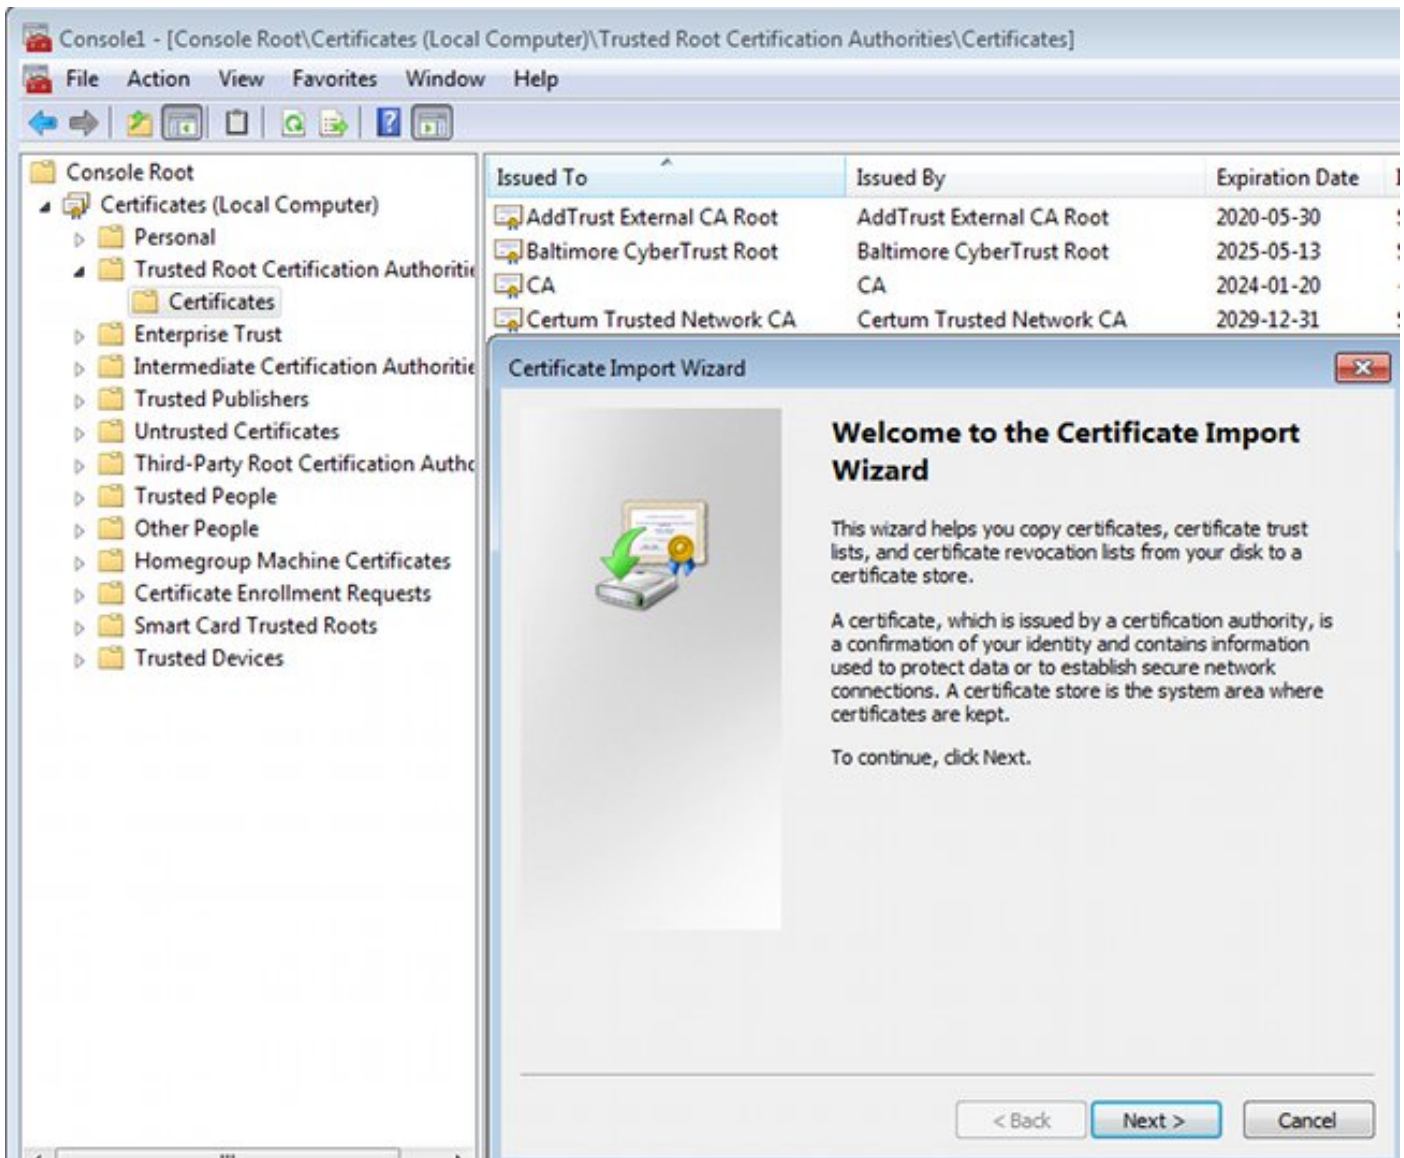 Console1 - [Console Root\Certificates (Local Computer)\Trusted Root Certification Authorities\Certificates]
File Action View Favorites Window Help
Console Root
Certificates (Local Computer)
Personal
Trusted Root Certification Authoritie
Certificates
Enterprise Trust
Intermediate Certification Authoritie
Trusted Publishers
Untrusted Certificates
Third-Party Root Certification Autho
Trusted People
Other People
Homegroup Machine Certificates
Certificate Enrollment Requests
Smart Card Trusted Roots
Trusted Devices
Issued To Issued By Expiration Date
AddTrust External CA Root AddTrust External CA Root 2020-05-30
Baltimore CyberTrust Root Baltimore CyberTrust Root 2025-05-13
CA CA 2024-01-20
Certum Trusted Network CA Certum Trusted Network CA 2029-12-31
Certificate Import Wizard
Welcome to the Certificate Import
Wizard
This wizard helps you copy certificates, certificate trust
lists, and certificate revocation lists from your disk to a
certificate store.
A certificate, which is issued by a certification authority, is
a confirmation of your identity and contains information
used to protect data or to establish secure network
connections. A certificate store is the system area where
certificates are kept.
To continue, click Next.
< Back Next > Cancel